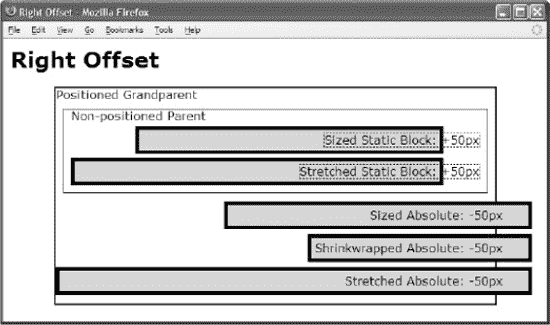 Right Offset - Mozilla Firefox
File Edit View Go Bookmarks Tools Help
Right Offset
Positioned Grandparent
Non-positioned Parent
Sized Static Block: +50px
Stretched Static Block: +50px
Sized Absolute: -50px
Shrinkwrapped Absolute: -50px
Stretched Absolute: -50px